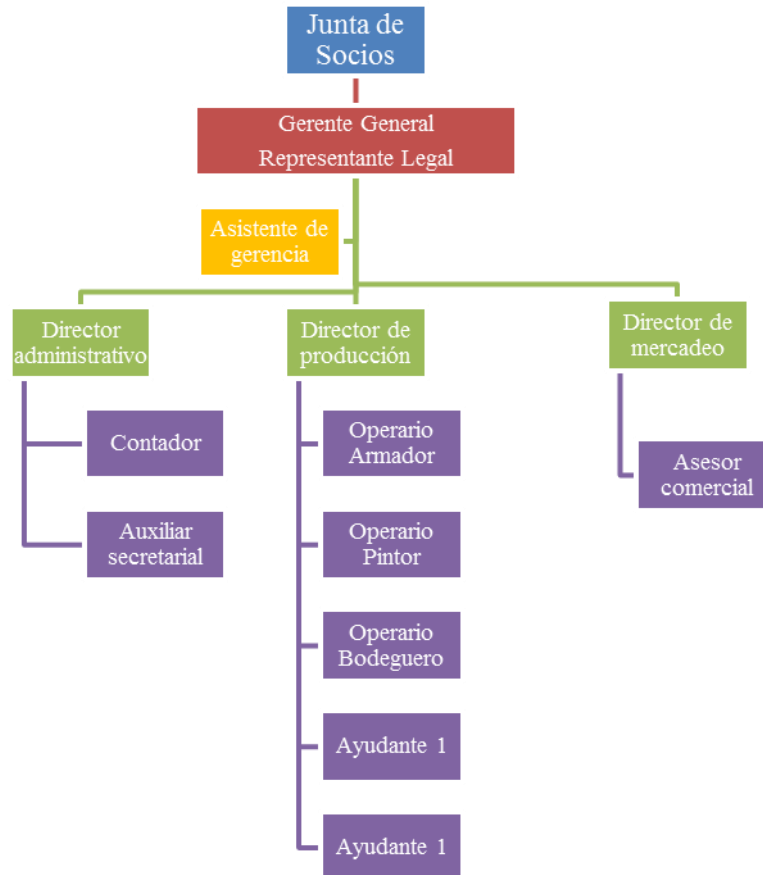 Junta de
Socios
Gerente General
Representante Legal
Asistente de
gerencia
Director
administrativo
Director de
producción
Director de
mercadeo
Contador
Auxiliar
secretarial
Operario
Armador
Operario
Pintor
Operario
Bodeguero
Ayudante 1
Ayudante 1
Asesor
comercial